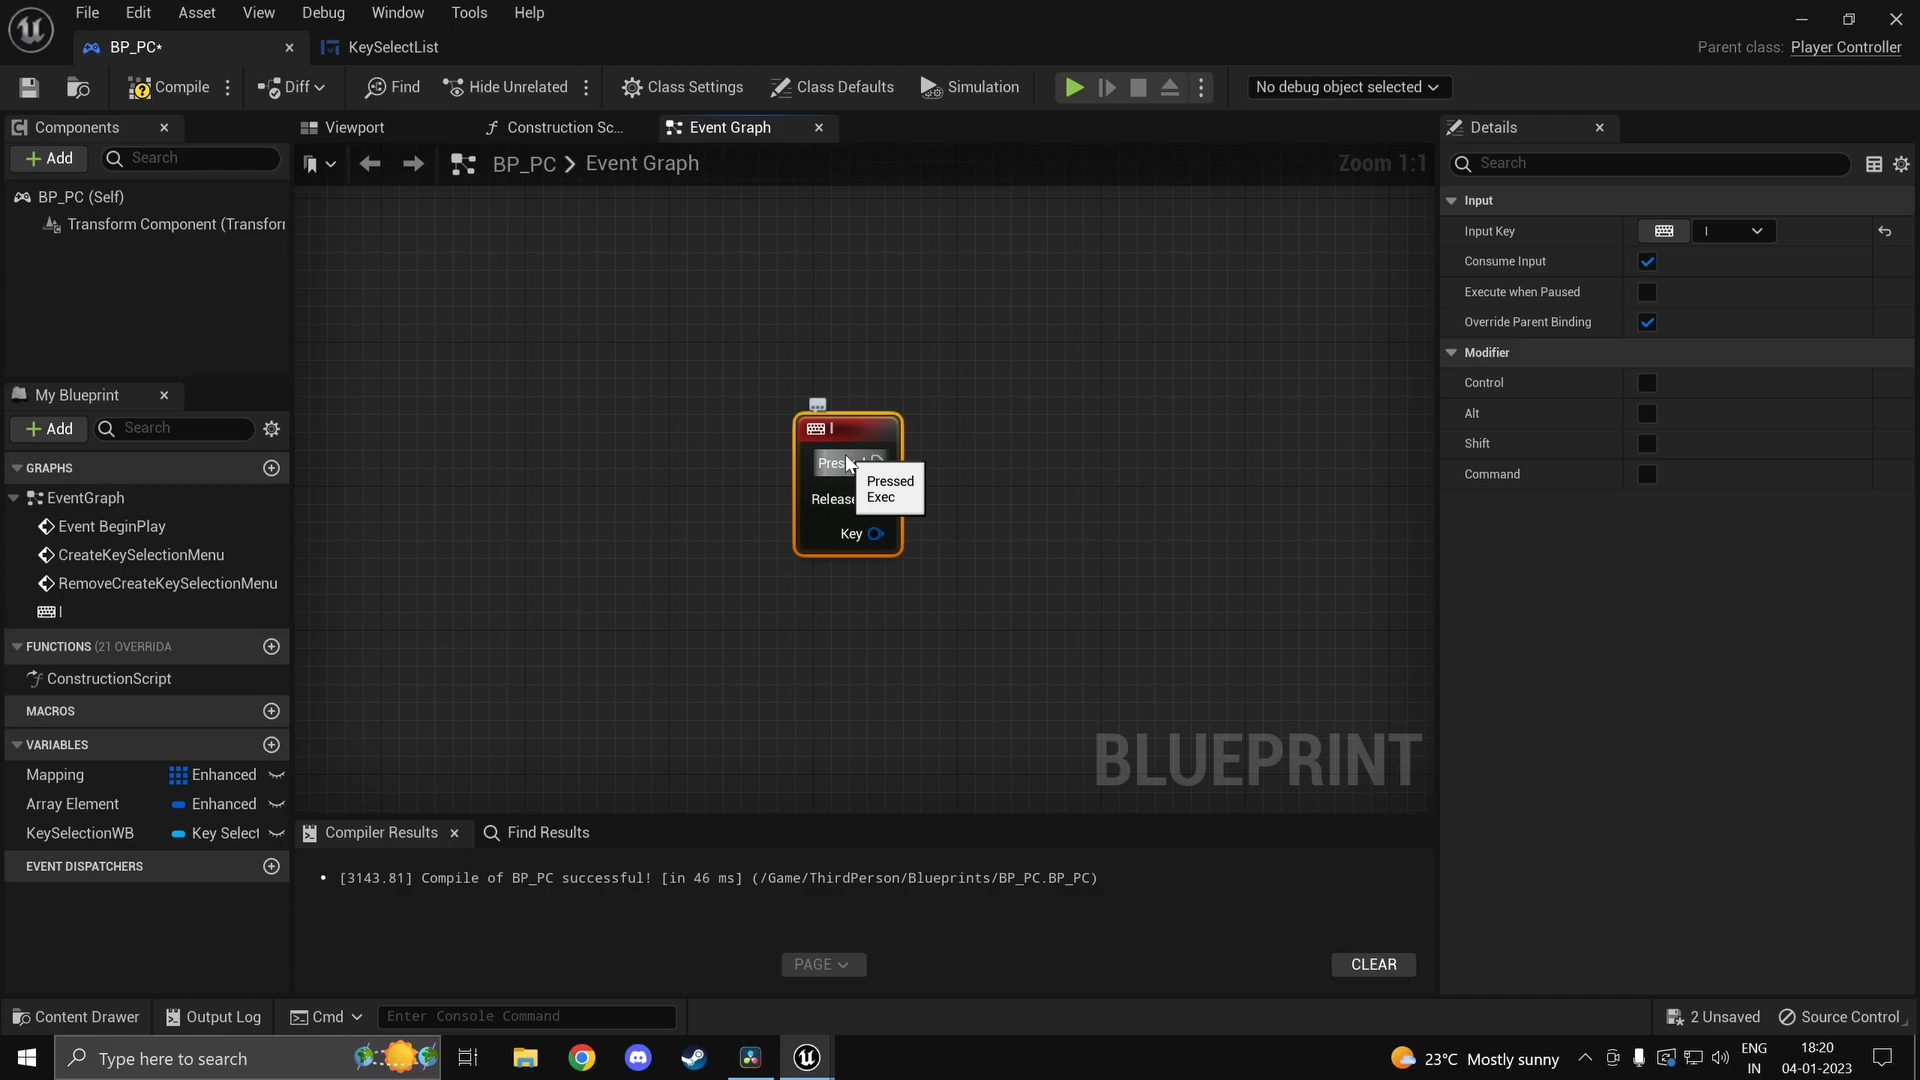 File Edit Asset View Debug Window Tools Help
BP_PC*
KeySelectList
Parent class: Player Controller
Compile
Diff
Find
Hide Unrelated
Class Settings
Class Defaults
Simulation
No debug object selected
Components
Viewport
Construction Sc...
Event Graph
Details
Add
Search
BP_PC > Event Graph
Zoom 1:1
Search
BP_PC (Self)
Transform Component (Transfor
Input
Input Key
I
Consume Input
Execute when Paused
Override Parent Binding
Modifier
Control
Alt
Shift
Command
My Blueprint
Add
Search
GRAPHS
EventGraph
Event BeginPlay
CreateKeySelectionMenu
RemoveCreateKeySelectionMenu
I
FUNCTIONS (21 OVERRIDA
ConstructionScript
MACROS
VARIABLES
Mapping Enhanced
Array Element Enhanced
KeySelectionWB Key Select
EVENT DISPATCHERS
I
Pres
Release
Key
Pressed
Exec
BLUEPRINT
Compiler Results
Find Results
• [3143.81] Compile of BP_PC successful! [in 46 ms] (/Game/ThirdPerson/Blueprints/BP_PC.BP_PC)
PAGE
CLEAR
Content Drawer
Output Log
Cmd
Enter Console Command
2 Unsaved
Source Control
Type here to search
23°C Mostly sunny
ENG
IN
18:20
04-01-2023